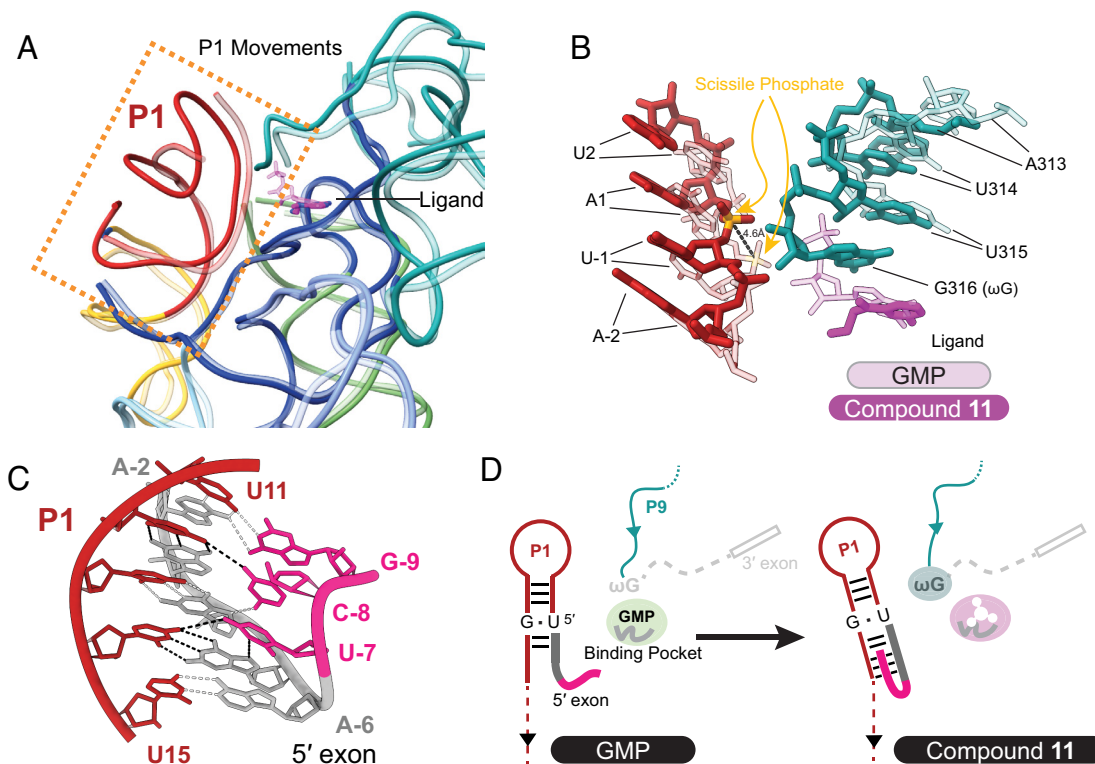 A
P1 Movements
P1
Ligand
B
Scissile Phosphate
U2
A1
U-1
A-2
4.6Å
A313
U314
U315
G316 (ωG)
Ligand
GMP
Compound 11
C
A-2
P1
U11
G-9
C-8
U-7
A-6
U15
5′ exon
D
P9
P1
ωG
3′ exon
G · U 5′
GMP
Binding Pocket
5′ exon
GMP
P1
ωG
G · U
Compound 11